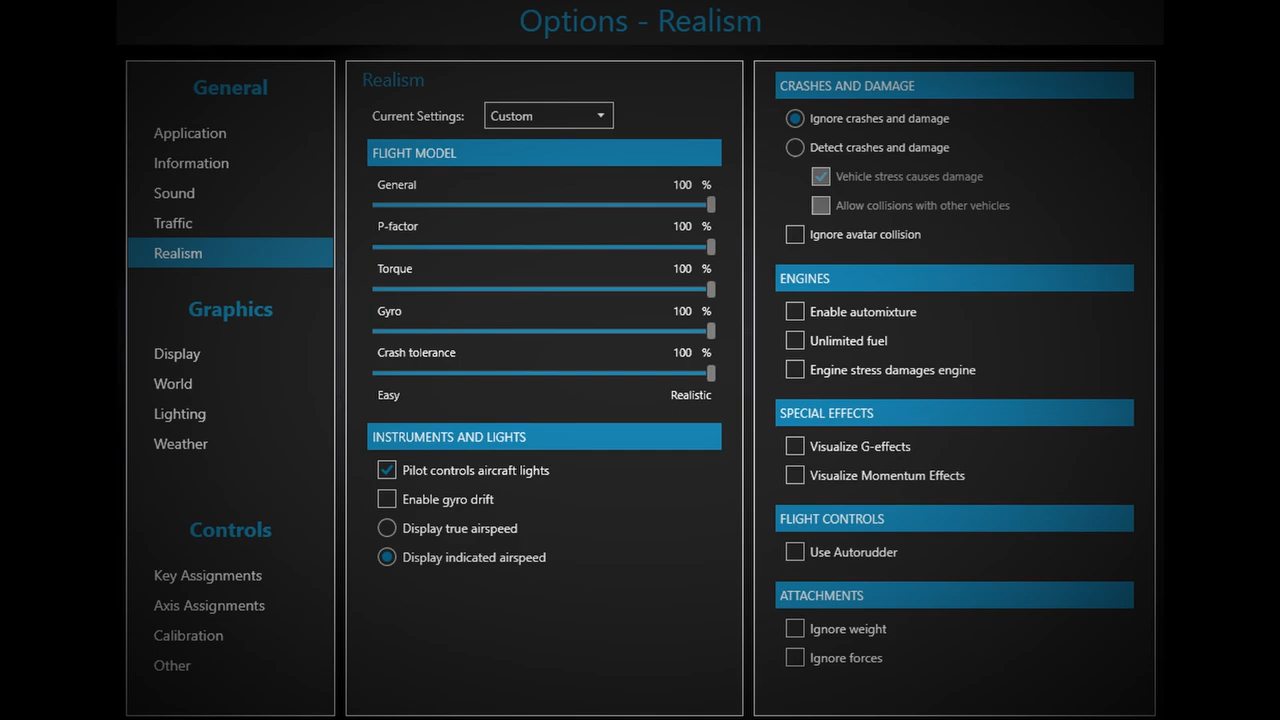 Options - Realism
General
Application
Information
Sound
Traffic
Realism
Graphics
Display
World
Lighting
Weather
Controls
Key Assignments
Axis Assignments
Calibration
Other
Realism
Current Settings: Custom
FLIGHT MODEL
General 100 %
P-factor 100 %
Torque 100 %
Gyro 100 %
Crash tolerance 100 %
Easy Realistic
INSTRUMENTS AND LIGHTS
Pilot controls aircraft lights
Enable gyro drift
Display true airspeed
Display indicated airspeed
CRASHES AND DAMAGE
Ignore crashes and damage
Detect crashes and damage
Vehicle stress causes damage
Allow collisions with other vehicles
Ignore avatar collision
ENGINES
Enable automixture
Unlimited fuel
Engine stress damages engine
SPECIAL EFFECTS
Visualize G-effects
Visualize Momentum Effects
FLIGHT CONTROLS
Use Autorudder
ATTACHMENTS
Ignore weight
Ignore forces